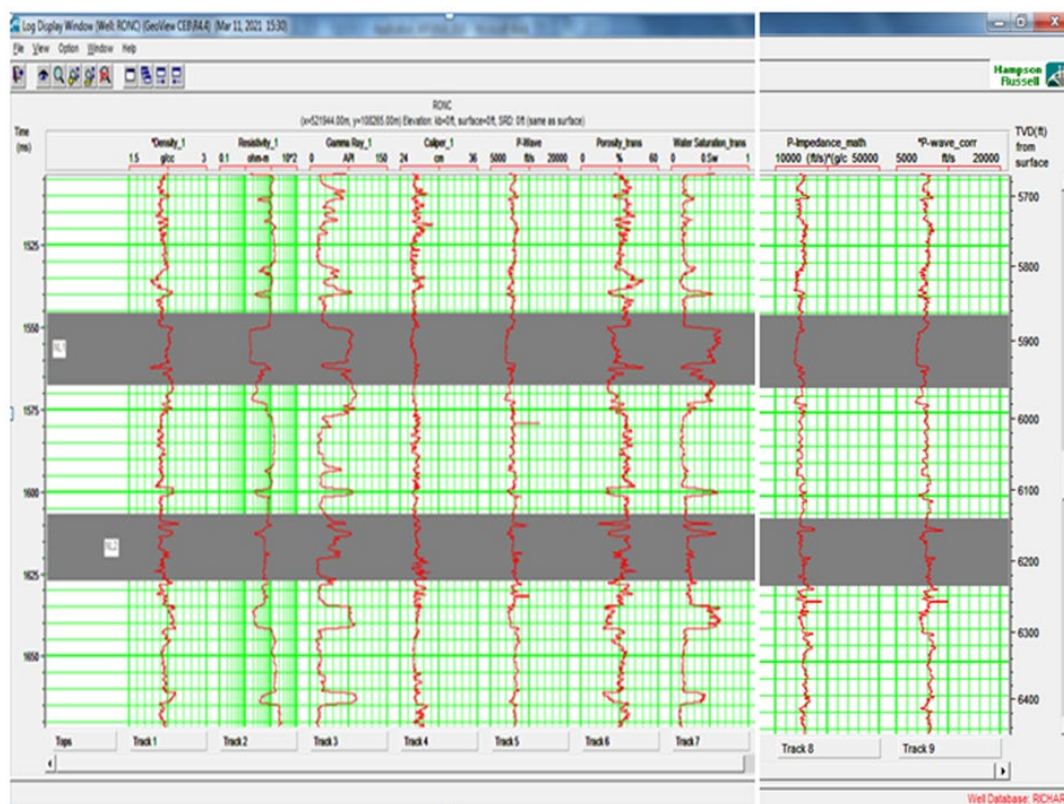 Log Display Window (Well: RONC) (GeoView CE8/R4.4) (Mar 11, 2021 15:30)
File View Option Window Help
Hampson
Russell
RONC
(x=521944.00m, y=108265.00m) Elevation: kb=0ft, surface=0ft, SRD: 0ft (same as surface)
Time
(ms)
*Density_1 Resistivity_1 Gamma Ray_1 Caliper_1 P-Wave Porosity_trans Water Saturation_trans P-Impedance_math *P-wave_corr
TVD(ft)
from
surface
1.5 g/cc 3 0.1 ohm-m 10^2 0 API 150 24 cm 36 5000 ft/s 20000 0 % 60 0 0.5w 1 10000 (ft/s)*(g/c 50000 5000 ft/s 20000
5700
1525
5800
1550
5900
1575
6000
1600
6100
6200
1625
6300
1650
6400
Tops Track 1 Track 2 Track 3 Track 4 Track 5 Track 6 Track 7 Track 8 Track 9
Well Database: RICHAR